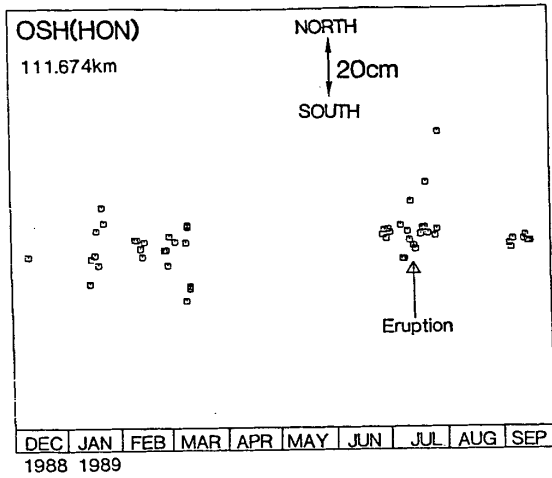 OSH(HON)
111.674km
NORTH
20cm
SOUTH
Eruption
DEC JAN FEB MAR APR MAY JUN JUL AUG SEP
1988 1989